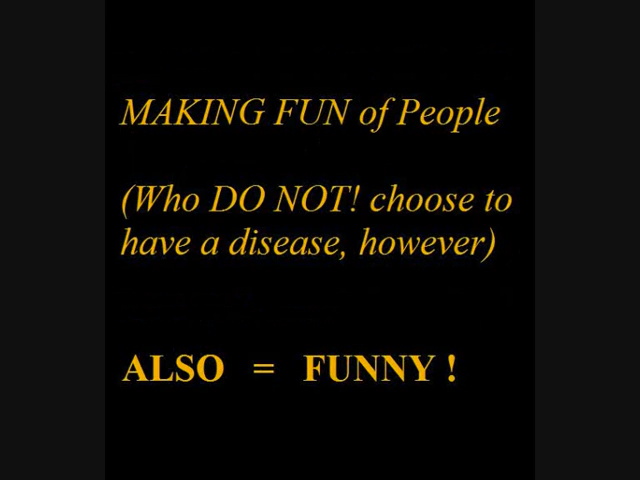 MAKING FUN of People
(Who DO NOT! choose to
have a disease, however)
ALSO = FUNNY !